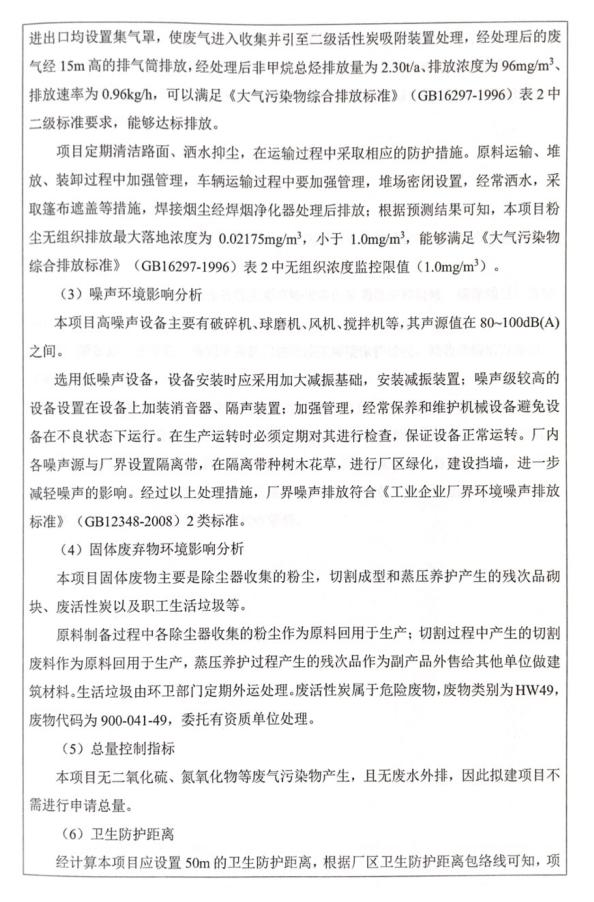 进出口均设置集气罩，使废气进入收集并引至二级活性炭吸附装置处理，经处理后的废
气经 15m 高的排气筒排放，经处理后非甲烷总烃排放量为 2.30t/a、排放浓度为 96mg/m³、
排放速率为 0.96kg/h，可以满足《大气污染物综合排放标准》（GB16297-1996）表 2 中
二级标准要求，能够达标排放。
项目定期清洁路面、洒水抑尘，在运输过程中采取相应的防护措施。原料运输、堆
放、装卸过程中加强管理，车辆运输过程中要加强管理，堆场密闭设置，经常洒水，采
取篷布遮盖等措施，焊接烟尘经焊烟净化器处理后排放；根据预测结果可知，本项目粉
尘无组织排放最大落地浓度为 0.02175mg/m³，小于 1.0mg/m³，能够满足《大气污染物
综合排放标准》（GB16297-1996）表 2 中无组织浓度监控限值（1.0mg/m³）。
（3）噪声环境影响分析
本项目高噪声设备主要有破碎机、球磨机、风机、搅拌机等，其声源值在 80~100dB(A)
之间。
选用低噪声设备，设备安装时应采用加大减振基础，安装减振装置；噪声级较高的
设备设置在设备上加装消音器、隔声装置；加强管理，经常保养和维护机械设备避免设
备在不良状态下运行。在生产运转时必须定期对其进行检查，保证设备正常运转。厂内
各噪声源与厂界设置隔离带，在隔离带种树木花草，进行厂区绿化，建设挡墙，进一步
减轻噪声的影响。经过以上处理措施，厂界噪声排放符合《工业企业厂界环境噪声排放
标准》（GB12348-2008）2 类标准。
（4）固体废弃物环境影响分析
本项目固体废物主要是除尘器收集的粉尘，切割成型和蒸压养护产生的残次品砌
块、废活性炭以及职工生活垃圾等。
原料制备过程中各除尘器收集的粉尘作为原料回用于生产；切割过程中产生的切割
废料作为原料回用于生产，蒸压养护过程产生的残次品作为副产品外售给其他单位做建
筑材料。生活垃圾由环卫部门定期外运处理。废活性炭属于危险废物，废物类别为 HW49，
废物代码为 900-041-49，委托有资质单位处理。
（5）总量控制指标
本项目无二氧化硫、氮氧化物等废气污染物产生，且无废水外排，因此拟建项目不
需进行申请总量。
（6）卫生防护距离
经计算本项目应设置 50m 的卫生防护距离，根据厂区卫生防护距离包络线可知，项